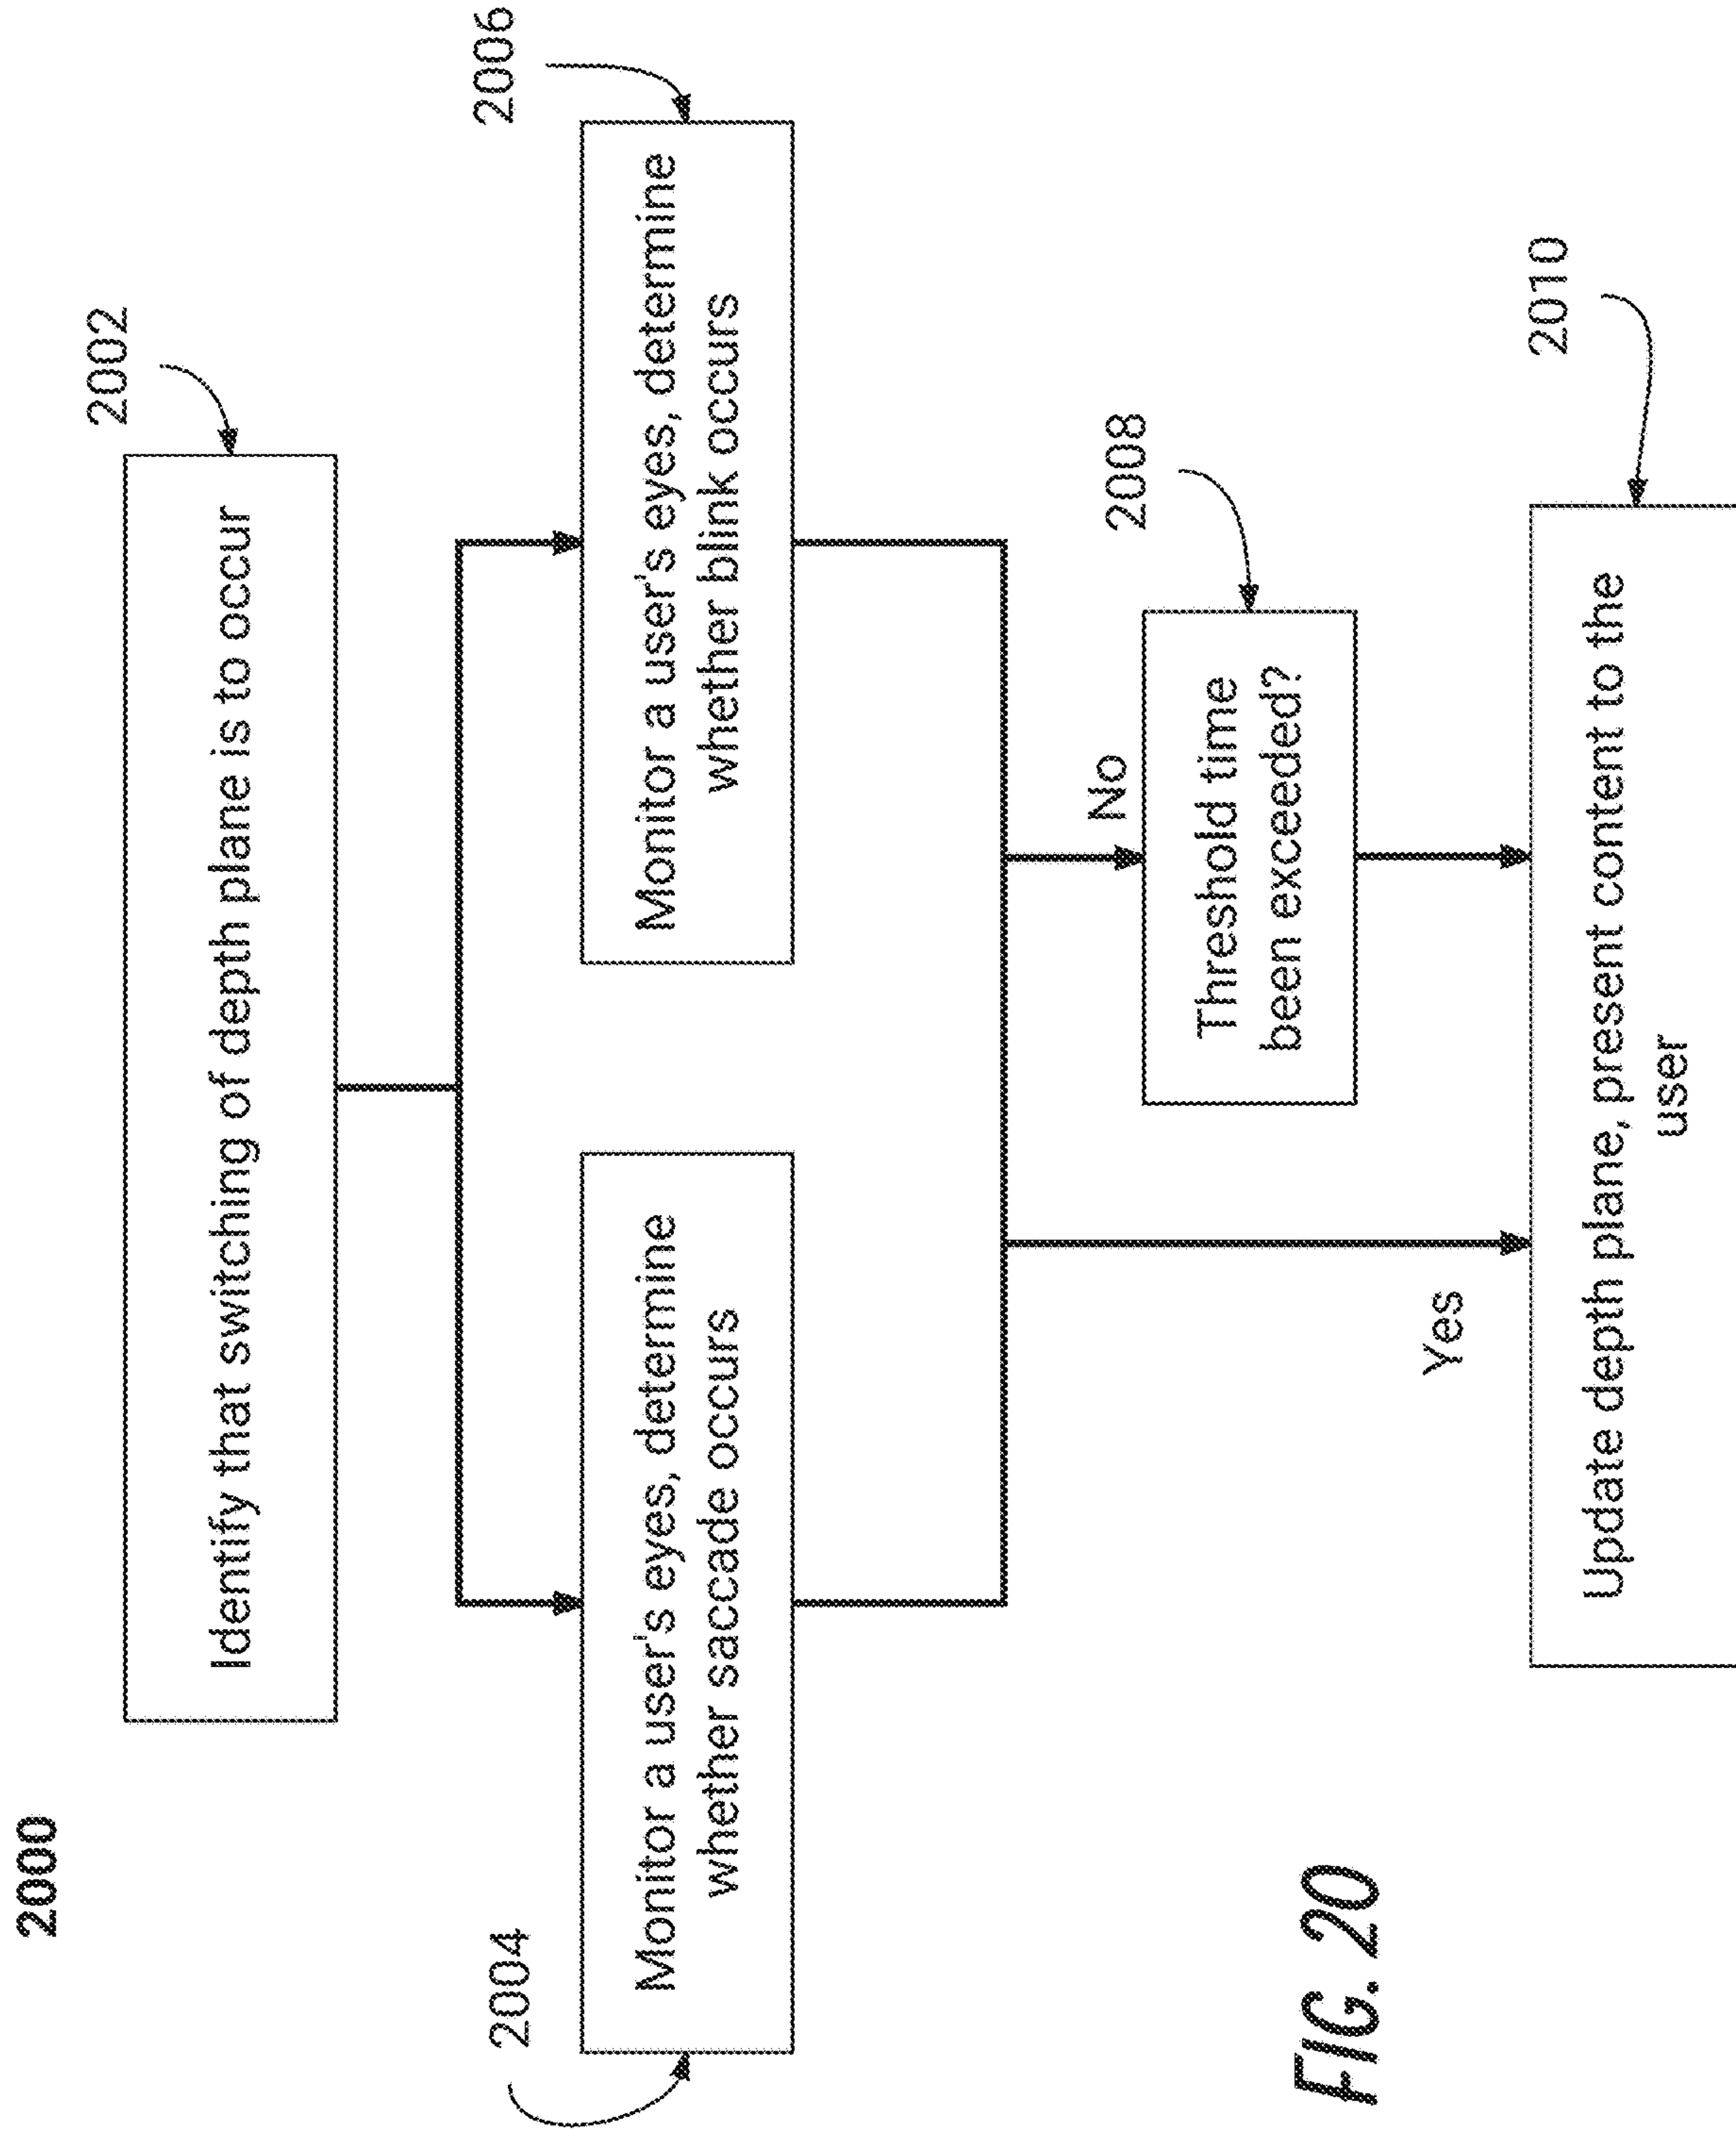 2000
2002
Identify that switching of depth plane is to occur
2004
Monitor a user's eyes, determine
whether saccade occurs
2006
Monitor a user's eyes, determine
whether blink occurs
No
2008
Threshold time
been exceeded?
Yes
2010
Update depth plane, present content to the
user
FIG. 20